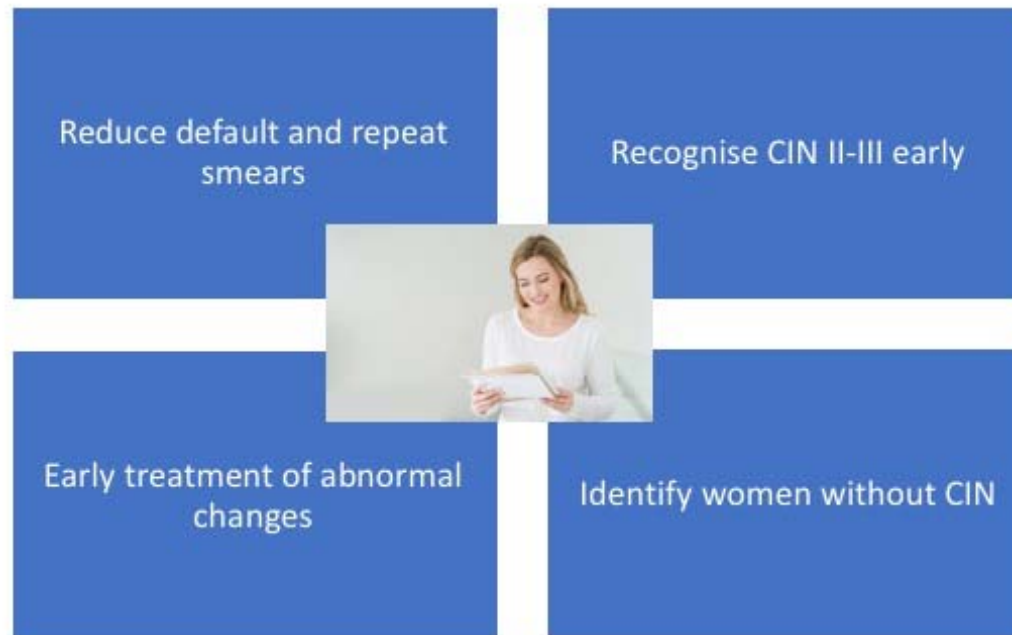 Reduce default and repeat
smears
Recognise CIN II-III early
Early treatment of abnormal
changes
Identify women without CIN